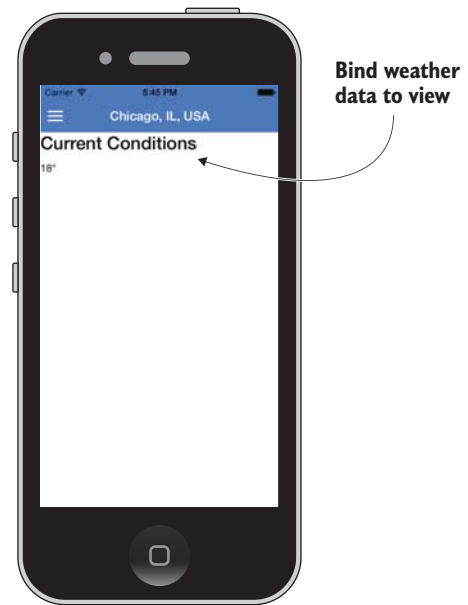 Carrier 5:45 PM
Chicago, IL, USA
Current Conditions
18°
Bind weather
data to view